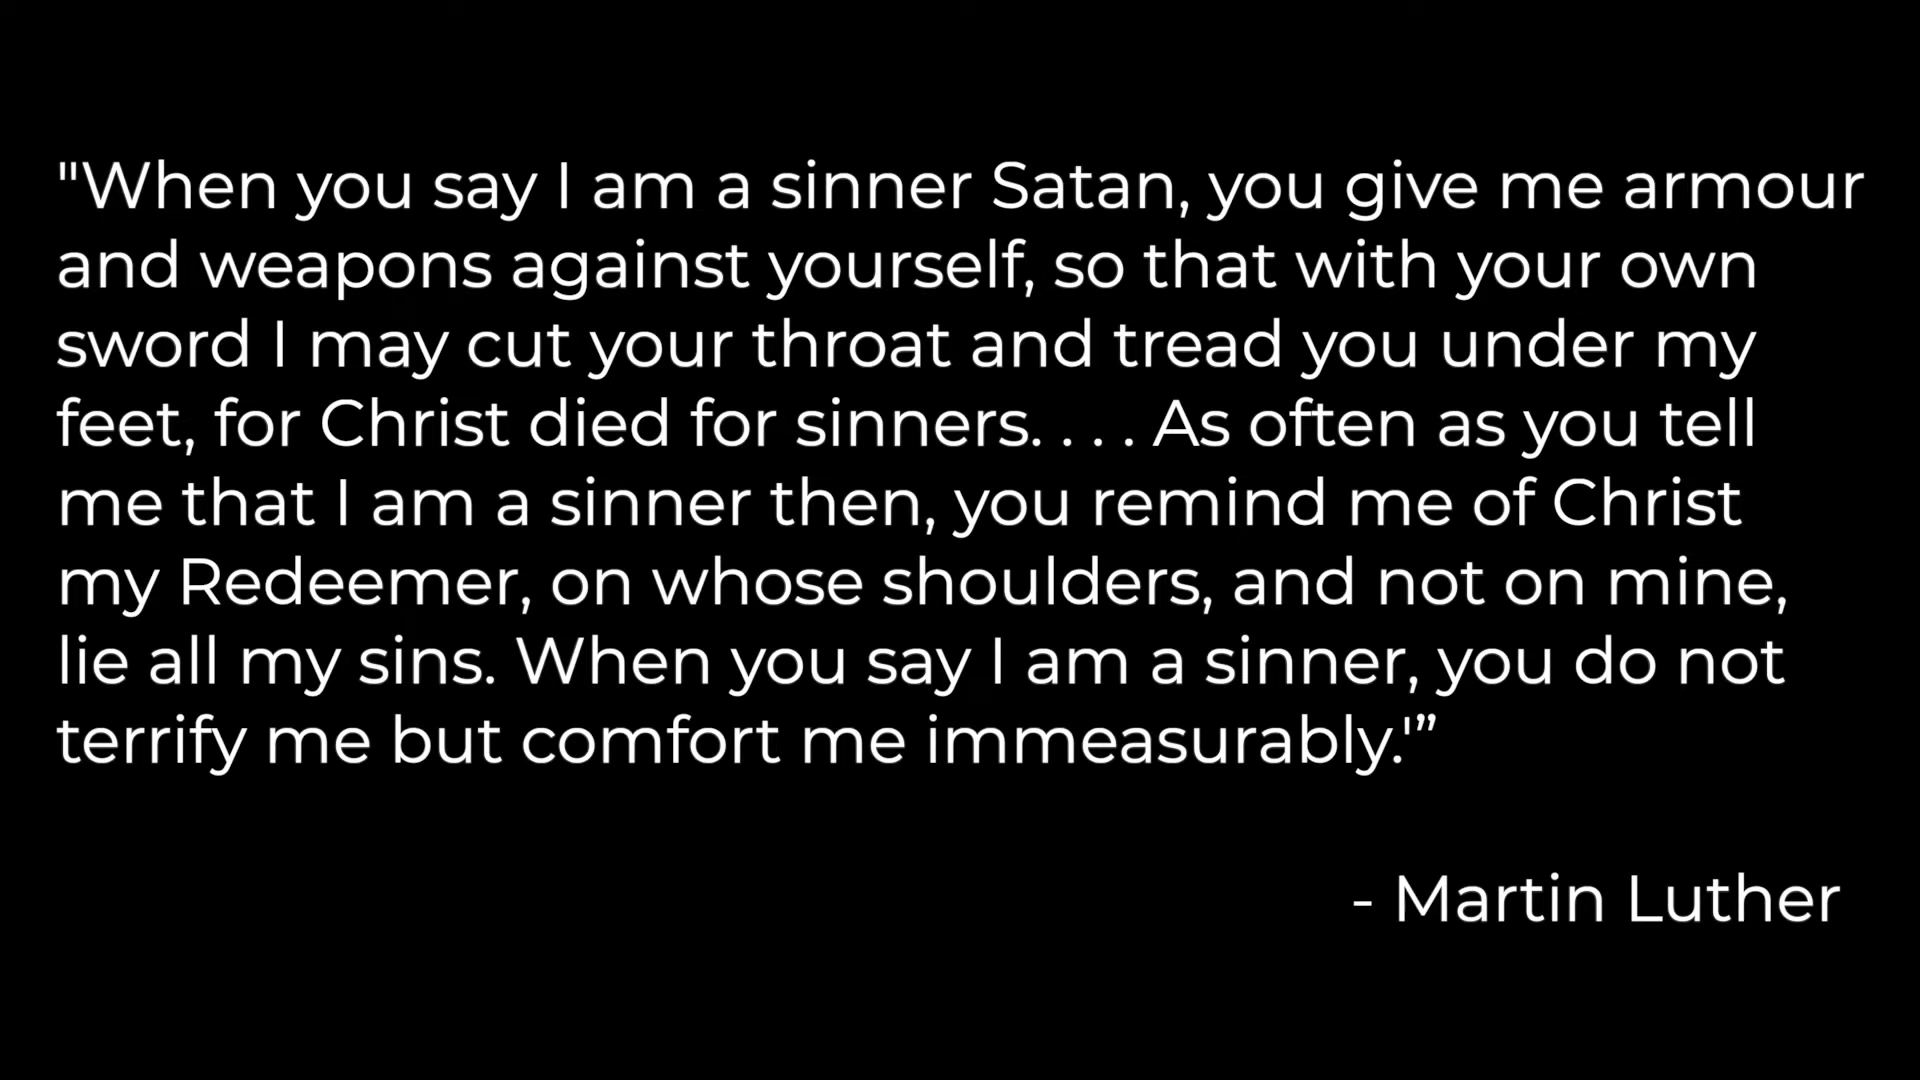 "When you say I am a sinner Satan, you give me armour
and weapons against yourself, so that with your own
sword I may cut your throat and tread you under my
feet, for Christ died for sinners. . . . As often as you tell
me that I am a sinner then, you remind me of Christ
my Redeemer, on whose shoulders, and not on mine,
lie all my sins. When you say I am a sinner, you do not
terrify me but comfort me immeasurably.'”
- Martin Luther